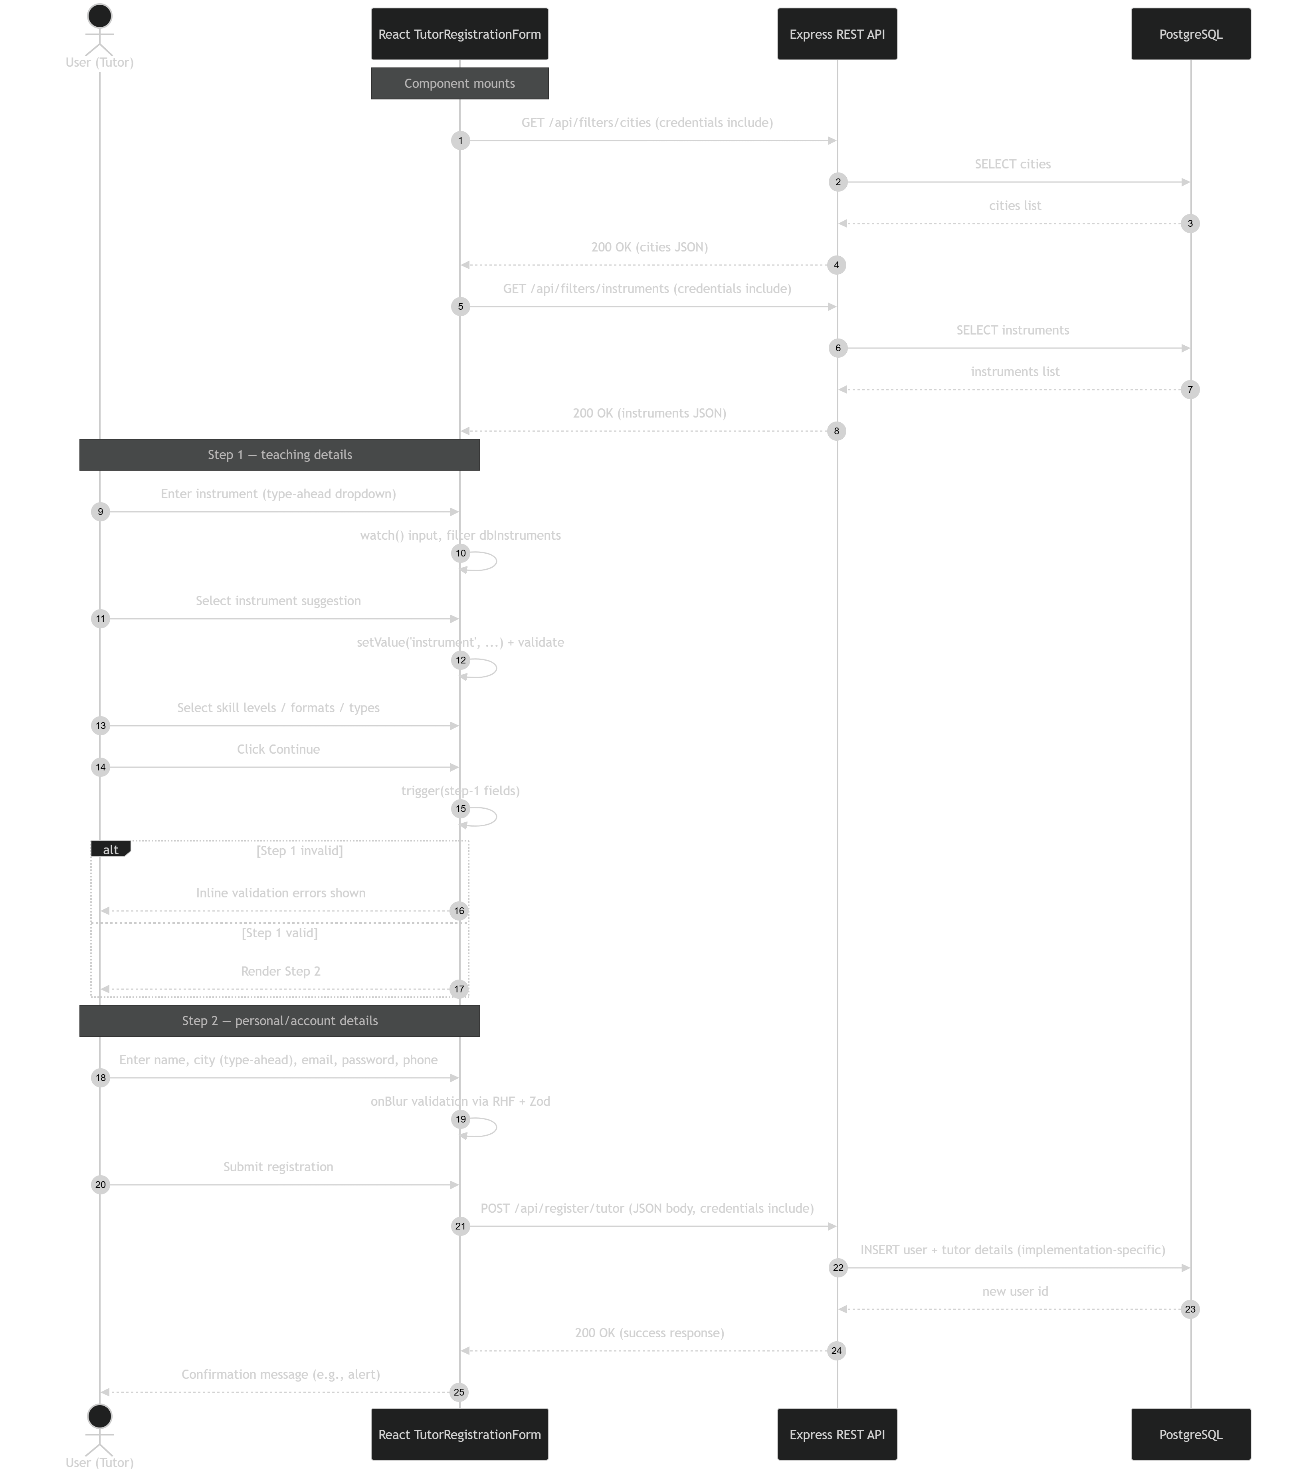 User (Tutor)
React TutorRegistrationForm
Express REST API
PostgreSQL
Component mounts
GET /api/filters/cities (credentials include)
1
SELECT cities
2
cities list
3
200 OK (cities JSON)
4
GET /api/filters/instruments (credentials include)
5
SELECT instruments
6
instruments list
7
200 OK (instruments JSON)
8
Step 1 — teaching details
Enter instrument (type-ahead dropdown)
9
watch() input, filter dbInstruments
10
Select instrument suggestion
11
setValue('instrument', ...) + validate
12
Select skill levels / formats / types
13
Click Continue
14
trigger(step-1 fields)
15
alt
[Step 1 invalid]
Inline validation errors shown
16
[Step 1 valid]
Render Step 2
17
Step 2 — personal/account details
Enter name, city (type-ahead), email, password, phone
18
onBlur validation via RHF + Zod
19
Submit registration
20
POST /api/register/tutor (JSON body, credentials include)
21
INSERT user + tutor details (implementation-specific)
22
new user id
23
200 OK (success response)
24
Confirmation message (e.g., alert)
25
User (Tutor)
React TutorRegistrationForm
Express REST API
PostgreSQL